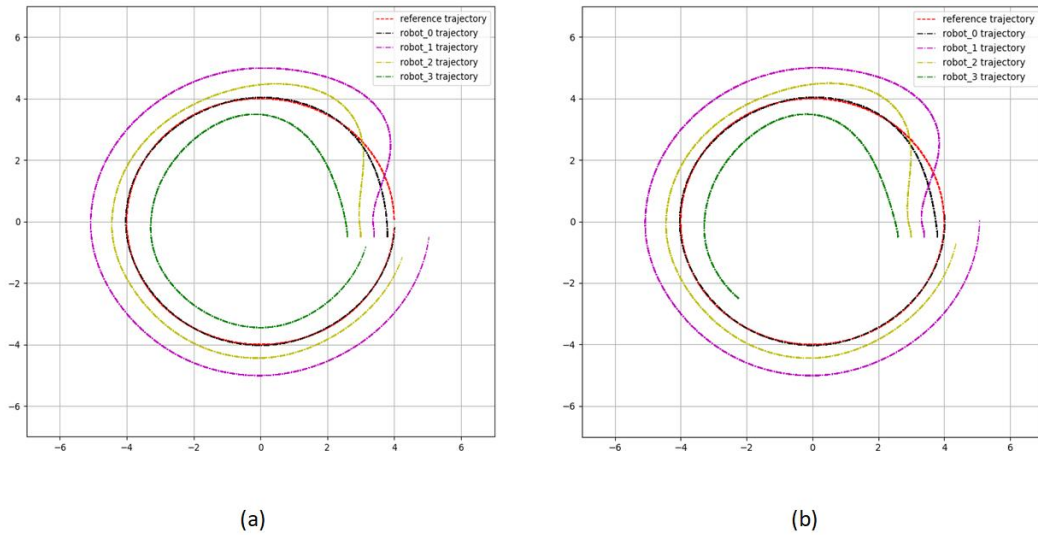 reference trajectory
robot_0 trajectory
robot_1 trajectory
robot_2 trajectory
robot_3 trajectory
6
4
2
0
−2
−4
−6
−6 −4 −2 0 2 4 6
(a)
reference trajectory
robot_0 trajectory
robot_1 trajectory
robot_2 trajectory
robot_3 trajectory
6
4
2
0
−2
−4
−6
−6 −4 −2 0 2 4 6
(b)